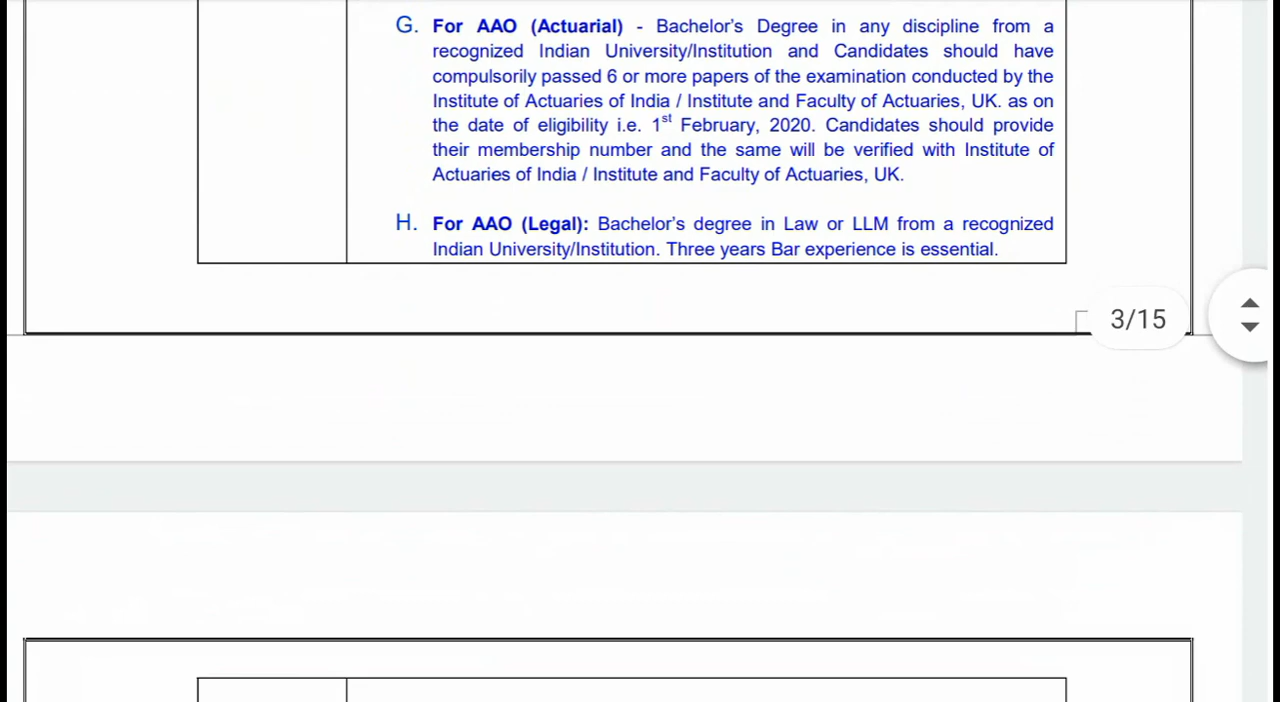 G. For AAO (Actuarial) - Bachelor's Degree in any discipline from a
recognized Indian University/Institution and Candidates should have
compulsorily passed 6 or more papers of the examination conducted by the
Institute of Actuaries of India / Institute and Faculty of Actuaries, UK. as on
the date of eligibility i.e. 1st February, 2020. Candidates should provide
their membership number and the same will be verified with Institute of
Actuaries of India / Institute and Faculty of Actuaries, UK.
H. For AAO (Legal): Bachelor's degree in Law or LLM from a recognized
Indian University/Institution. Three years Bar experience is essential.
3/15